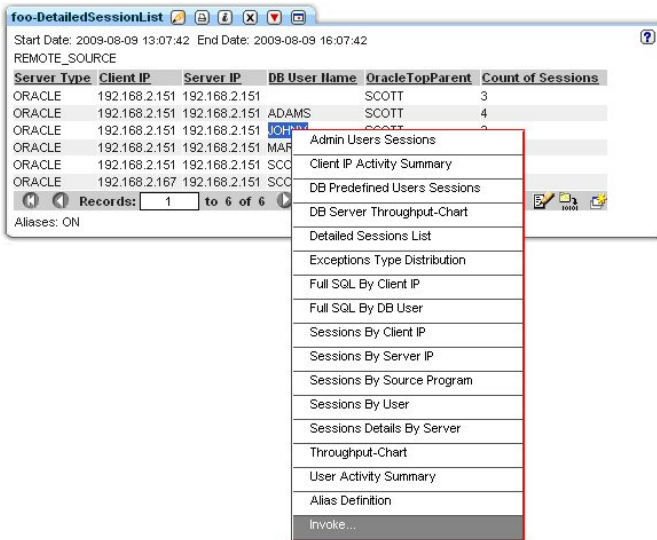 foo-DetailedSessionList
Start Date: 2009-08-09 13:07:42 End Date: 2009-08-09 16:07:42
REMOTE_SOURCE
Server Type Client IP Server IP DB User Name OracleTopParent Count of Sessions
ORACLE 192.168.2.151 192.168.2.151 SCOTT 3
ORACLE 192.168.2.151 192.168.2.151 ADAMS SCOTT 4
ORACLE 192.168.2.151 192.168.2.151 SCOTT
ORACLE 192.168.2.151 192.168.2.151 MAR
ORACLE 192.168.2.151 192.168.2.151 SCO
ORACLE 192.168.2.167 192.168.2.151 SCO
Records: 1 to 6 of 6
Aliases: ON
Admin Users Sessions
Client IP Activity Summary
DB Predefined Users Sessions
DB Server Throughput-Chart
Detailed Sessions List
Exceptions Type Distribution
Full SQL By Client IP
Full SQL By DB User
Sessions By Client IP
Sessions By Server IP
Sessions By Source Program
Sessions By User
Sessions Details By Server
Throughput-Chart
User Activity Summary
Alias Definition
Invoke...